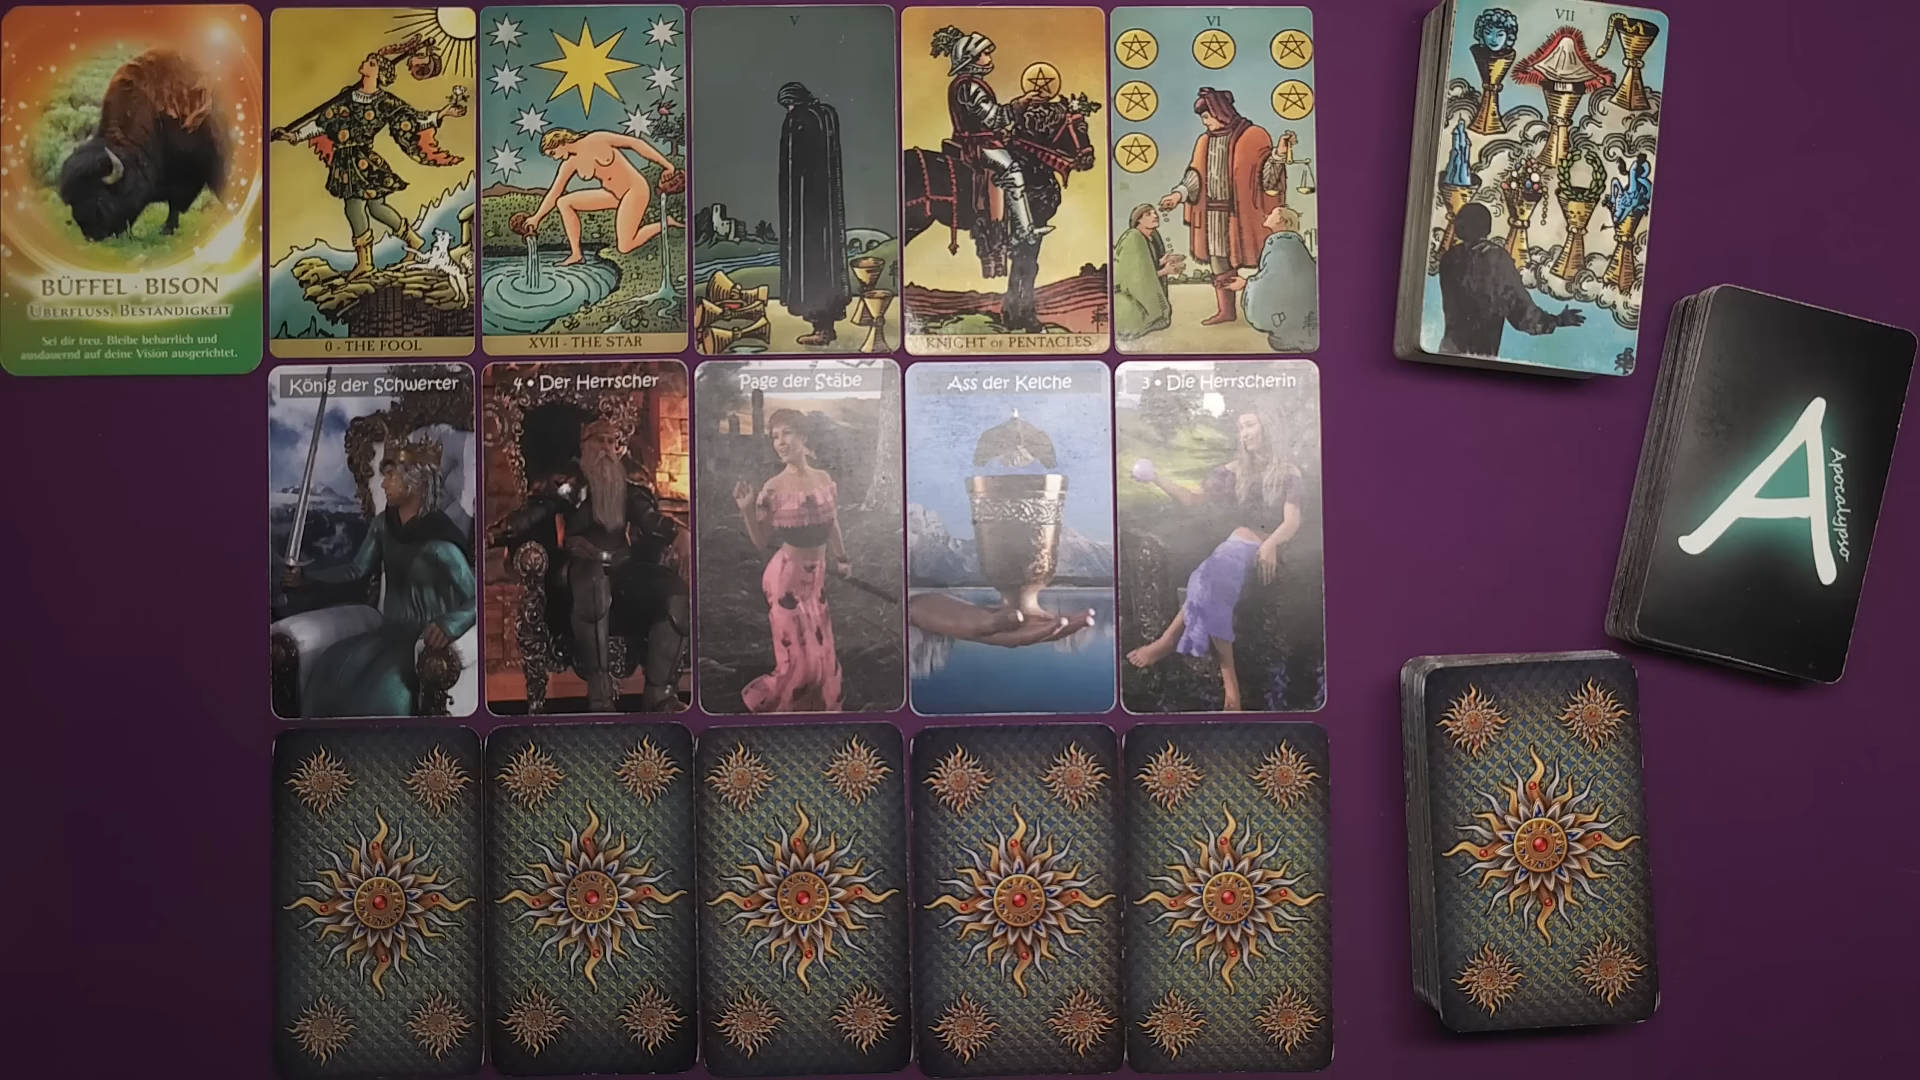 BÜFFEL · BISON
ÜBERFLUSS, BESTÄNDIGKEIT
Sei dir treu. Bleibe beharrlich und
ausdauernd auf deine Vision ausgerichtet.
0 - THE FOOL
XVII - THE STAR
V
KNIGHT OF PENTACLES
VI
VII
König der Schwerter
4 • Der Herrscher
Page der Stäbe
Ass der Kelche
3 • Die Herrscherin
A
Apocalypso